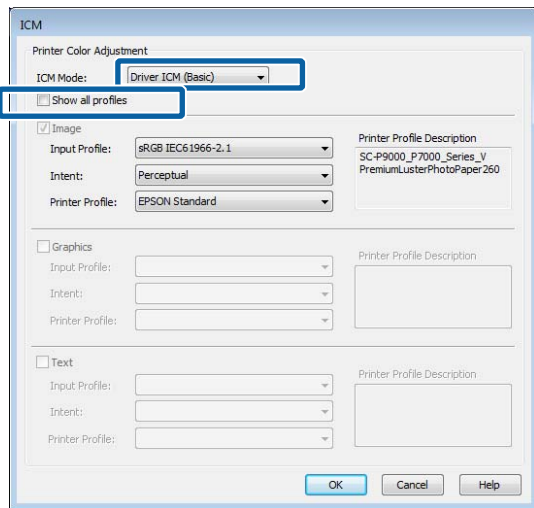 ICM
Printer Color Adjustment
ICM Mode: Driver ICM (Basic)
Show all profiles
Image
Input Profile: sRGB IEC61966-2.1
Intent: Perceptual
Printer Profile: EPSON Standard
Printer Profile Description
SC-P9000_P7000_Series_V
PremiumLusterPhotoPaper260
Graphics
Input Profile:
Intent:
Printer Profile:
Printer Profile Description
Text
Input Profile:
Intent:
Printer Profile:
Printer Profile Description
OK Cancel Help